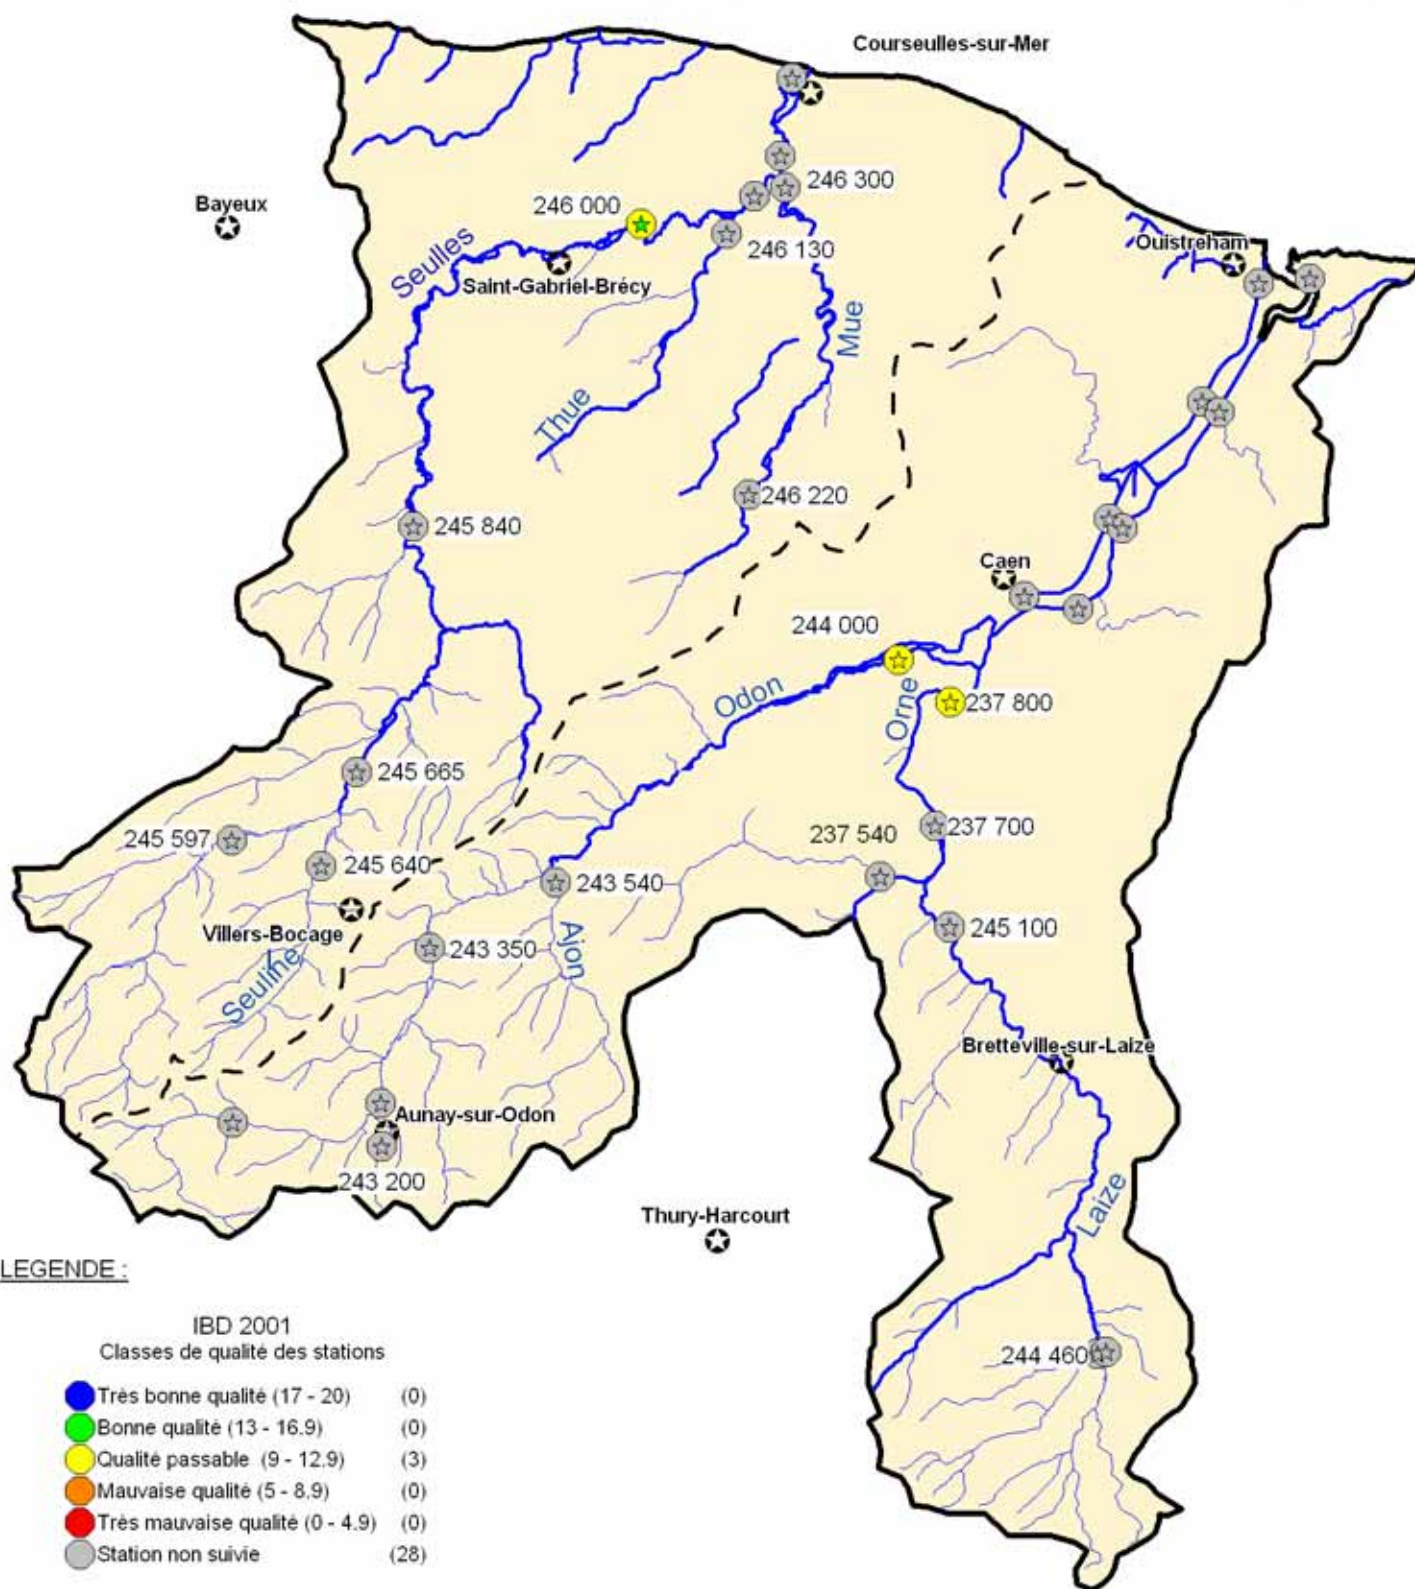 Courseulles-sur-Mer
246 300
Bayeux
246 000
Ouistreham
246 130
Seulles
Saint-Gabriel-Brécy
Mue
Thue
246 220
245 840
Caen
244 000
Odon
Orne
237 800
245 665
237 540
237 700
245 597
245 640
243 540
245 100
Villers-Bocage
243 350
Ajon
Seuline
Bretteville-sur-Laize
Aunay-sur-Odon
243 200
Laize
Thury-Harcourt
244 460
LEGENDE :
IBD 2001
Classes de qualité des stations
Très bonne qualité (17 - 20) (0)
Bonne qualité (13 - 16.9) (0)
Qualité passable (9 - 12.9) (3)
Mauvaise qualité (5 - 8.9) (0)
Très mauvaise qualité (0 - 4.9) (0)
Station non suivie (28)